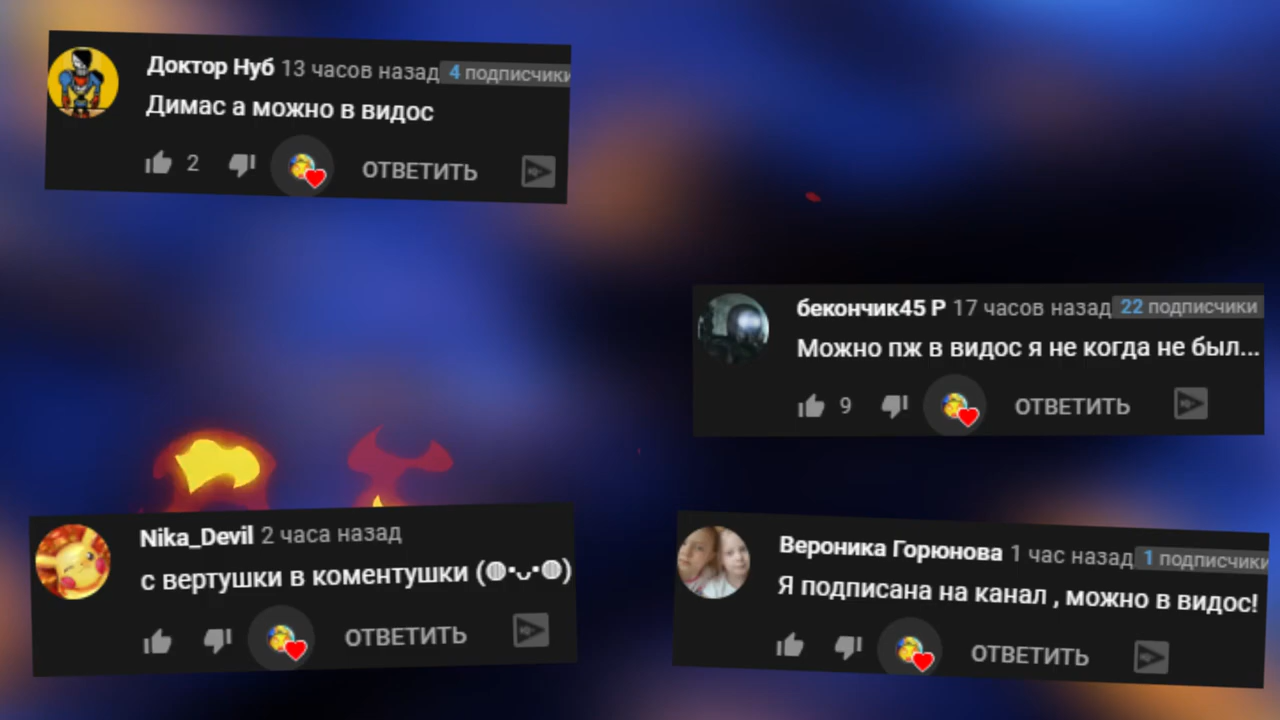 Доктор Нуб 13 часов назад 4 подписчики
Димас а можно в видос
2 ОТВЕТИТЬ
бекончик45 Р 17 часов назад 22 подписчики
Можно пж в видос я не когда не был...
9 ОТВЕТИТЬ
Nika_Devil 2 часа назад
с вертушки в коментушки (◍•ᴗ•◍)
ОТВЕТИТЬ
Вероника Горюнова 1 час назад 1 подписчики
Я подписана на канал , можно в видос!
ОТВЕТИТЬ